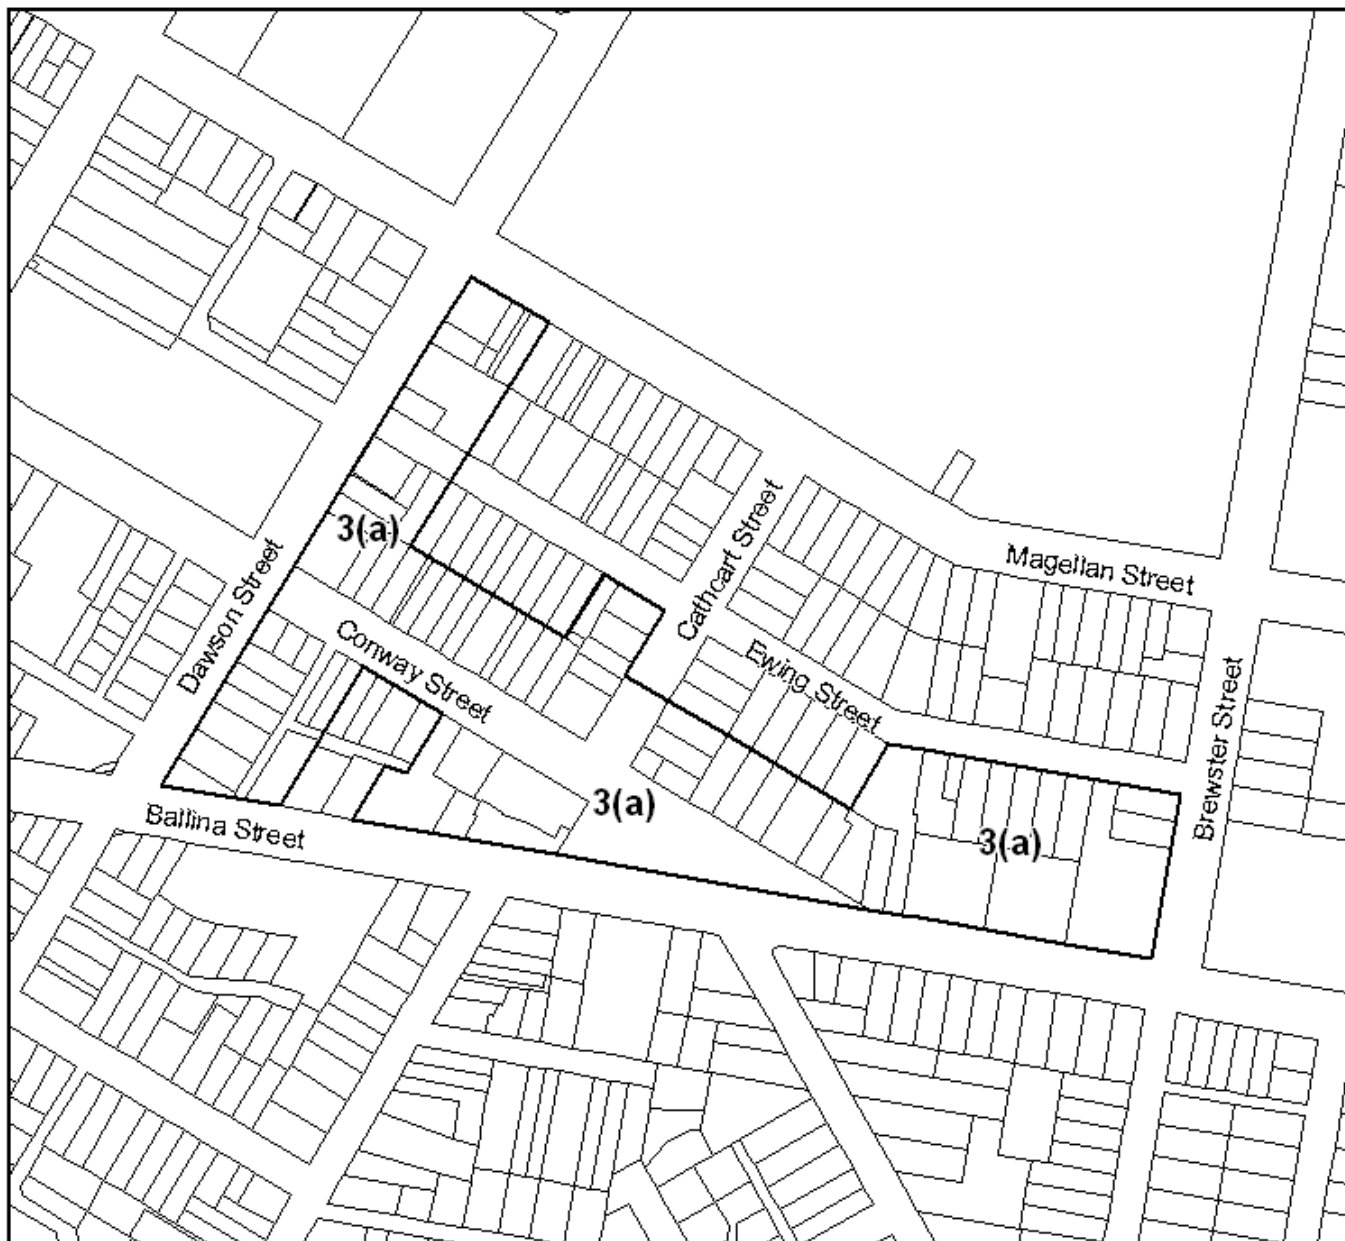 3(a)
Cathcart Street
Magellan Street
Dawson Street
Conway Street
Ewing Street
Brewster Street
3(a)
Ballina Street
3(a)